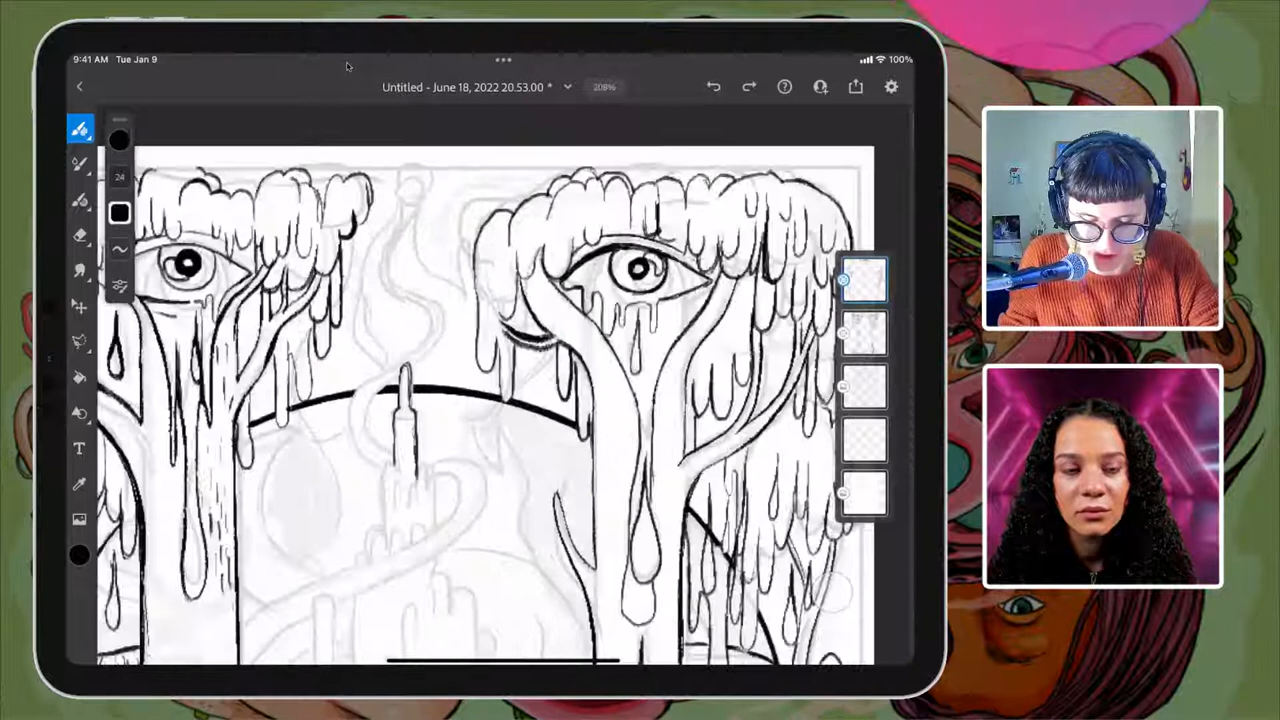 9:41 AM Tue Jan 9
100%
Untitled - June 18, 2022 20.53.00 *
208%
24
T